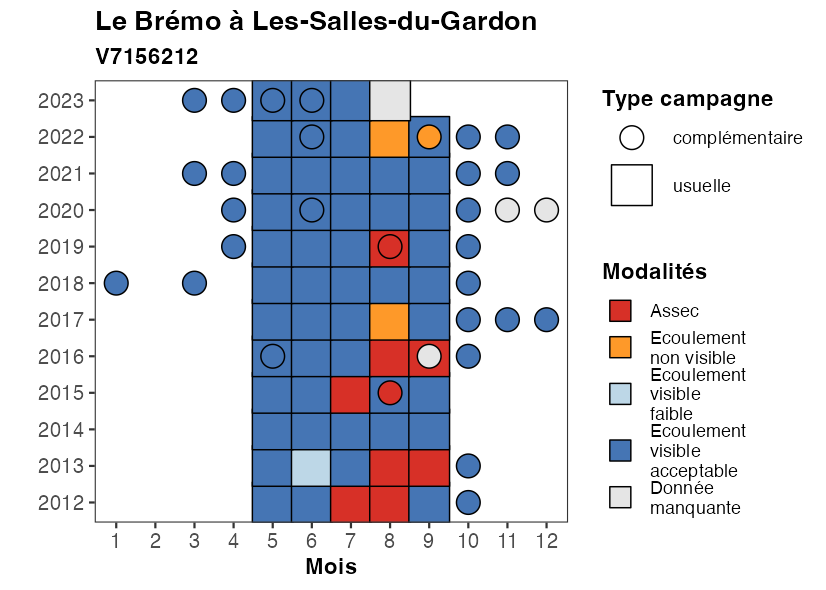 Le Brémo à Les-Salles-du-Gardon
V7156212
2023
2022
2021
2020
2019
2018
2017
2016
2015
2014
2013
2012
1 2 3 4 5 6 7 8 9 10 11 12
Mois
Type campagne
complémentaire
usuelle
Modalités
Assec
Ecoulement
non visible
Ecoulement
visible
faible
Ecoulement
visible
acceptable
Donnée
manquante